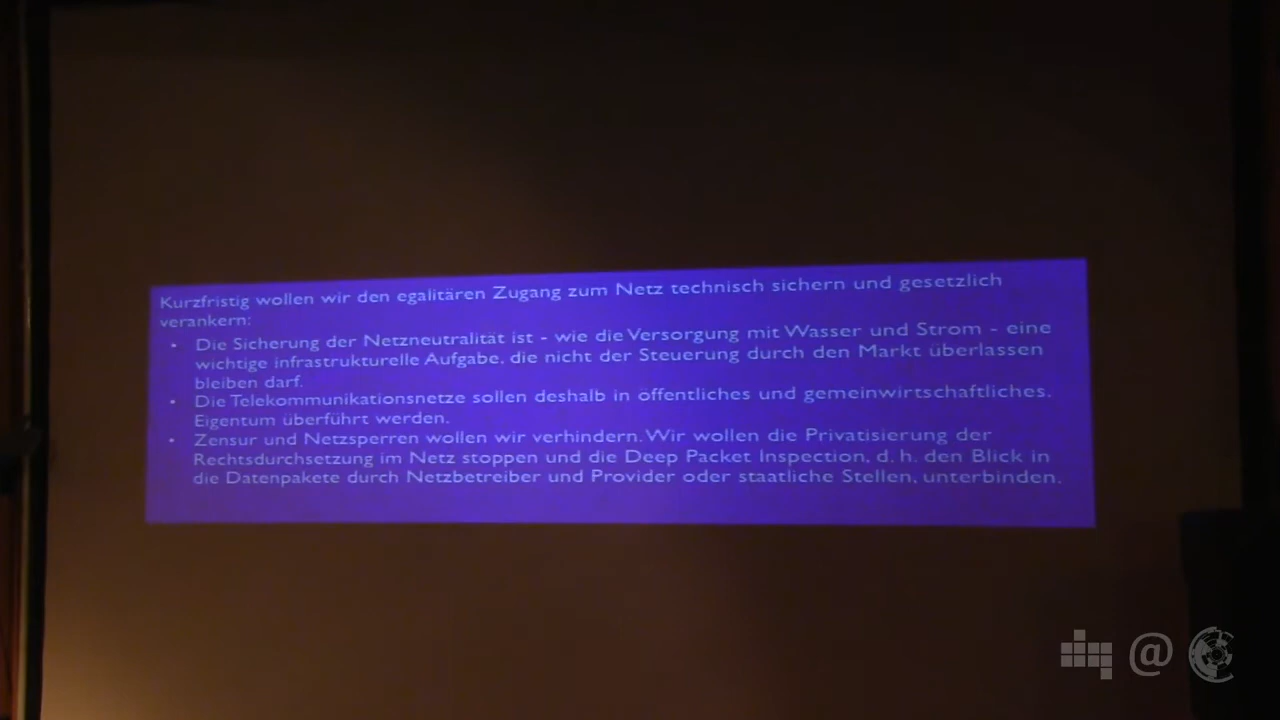 Kurzfristig wollen wir den egalitären Zugang zum Netz technisch sichern und gesetzlich
verankern:
• Die Sicherung der Netzneutralität ist - wie die Versorgung mit Wasser und Strom - eine
wichtige infrastrukturelle Aufgabe, die nicht der Steuerung durch den Markt überlassen
bleiben darf.
• Die Telekommunikationsnetze sollen deshalb in öffentliches und gemeinwirtschaftliches.
Eigentum überführt werden.
• Zensur und Netzsperren wollen wir verhindern. Wir wollen die Privatisierung der
Rechtsdurchsetzung im Netz stoppen und die Deep Packet Inspection, d. h. den Blick in
die Datenpakete durch Netzbetreiber und Provider oder staatliche Stellen, unterbinden.
@